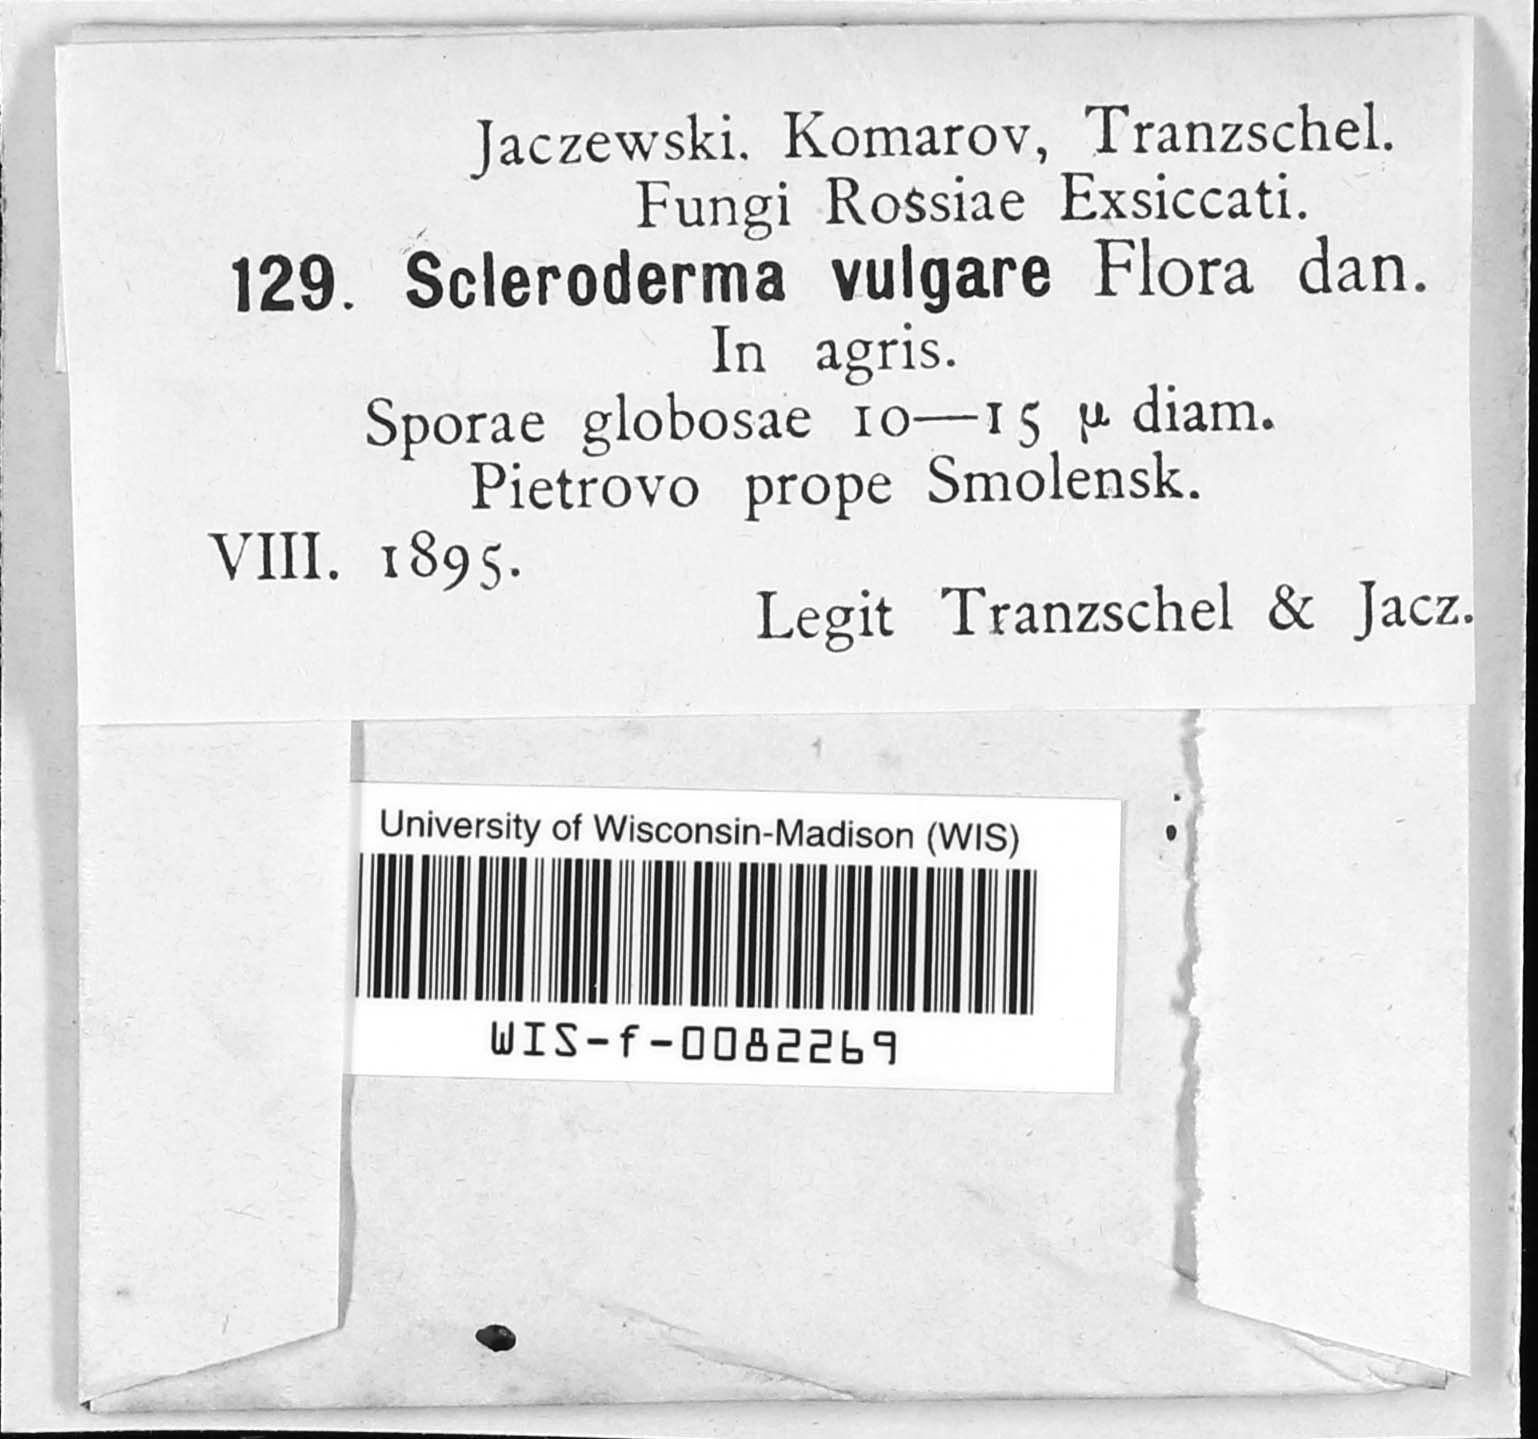 Jaczewski. Komarov, Tranzschel.
Fungi Rossiae Exsiccati.
129. Scleroderma vulgare Flora dan.
In agris.
Sporae globosae 10—15 μ diam.
Pietrovo prope Smolensk.
VIII. 1895.
Legit Tranzschel & Jacz.
University of Wisconsin-Madison (WIS)
WIS-f-0082269